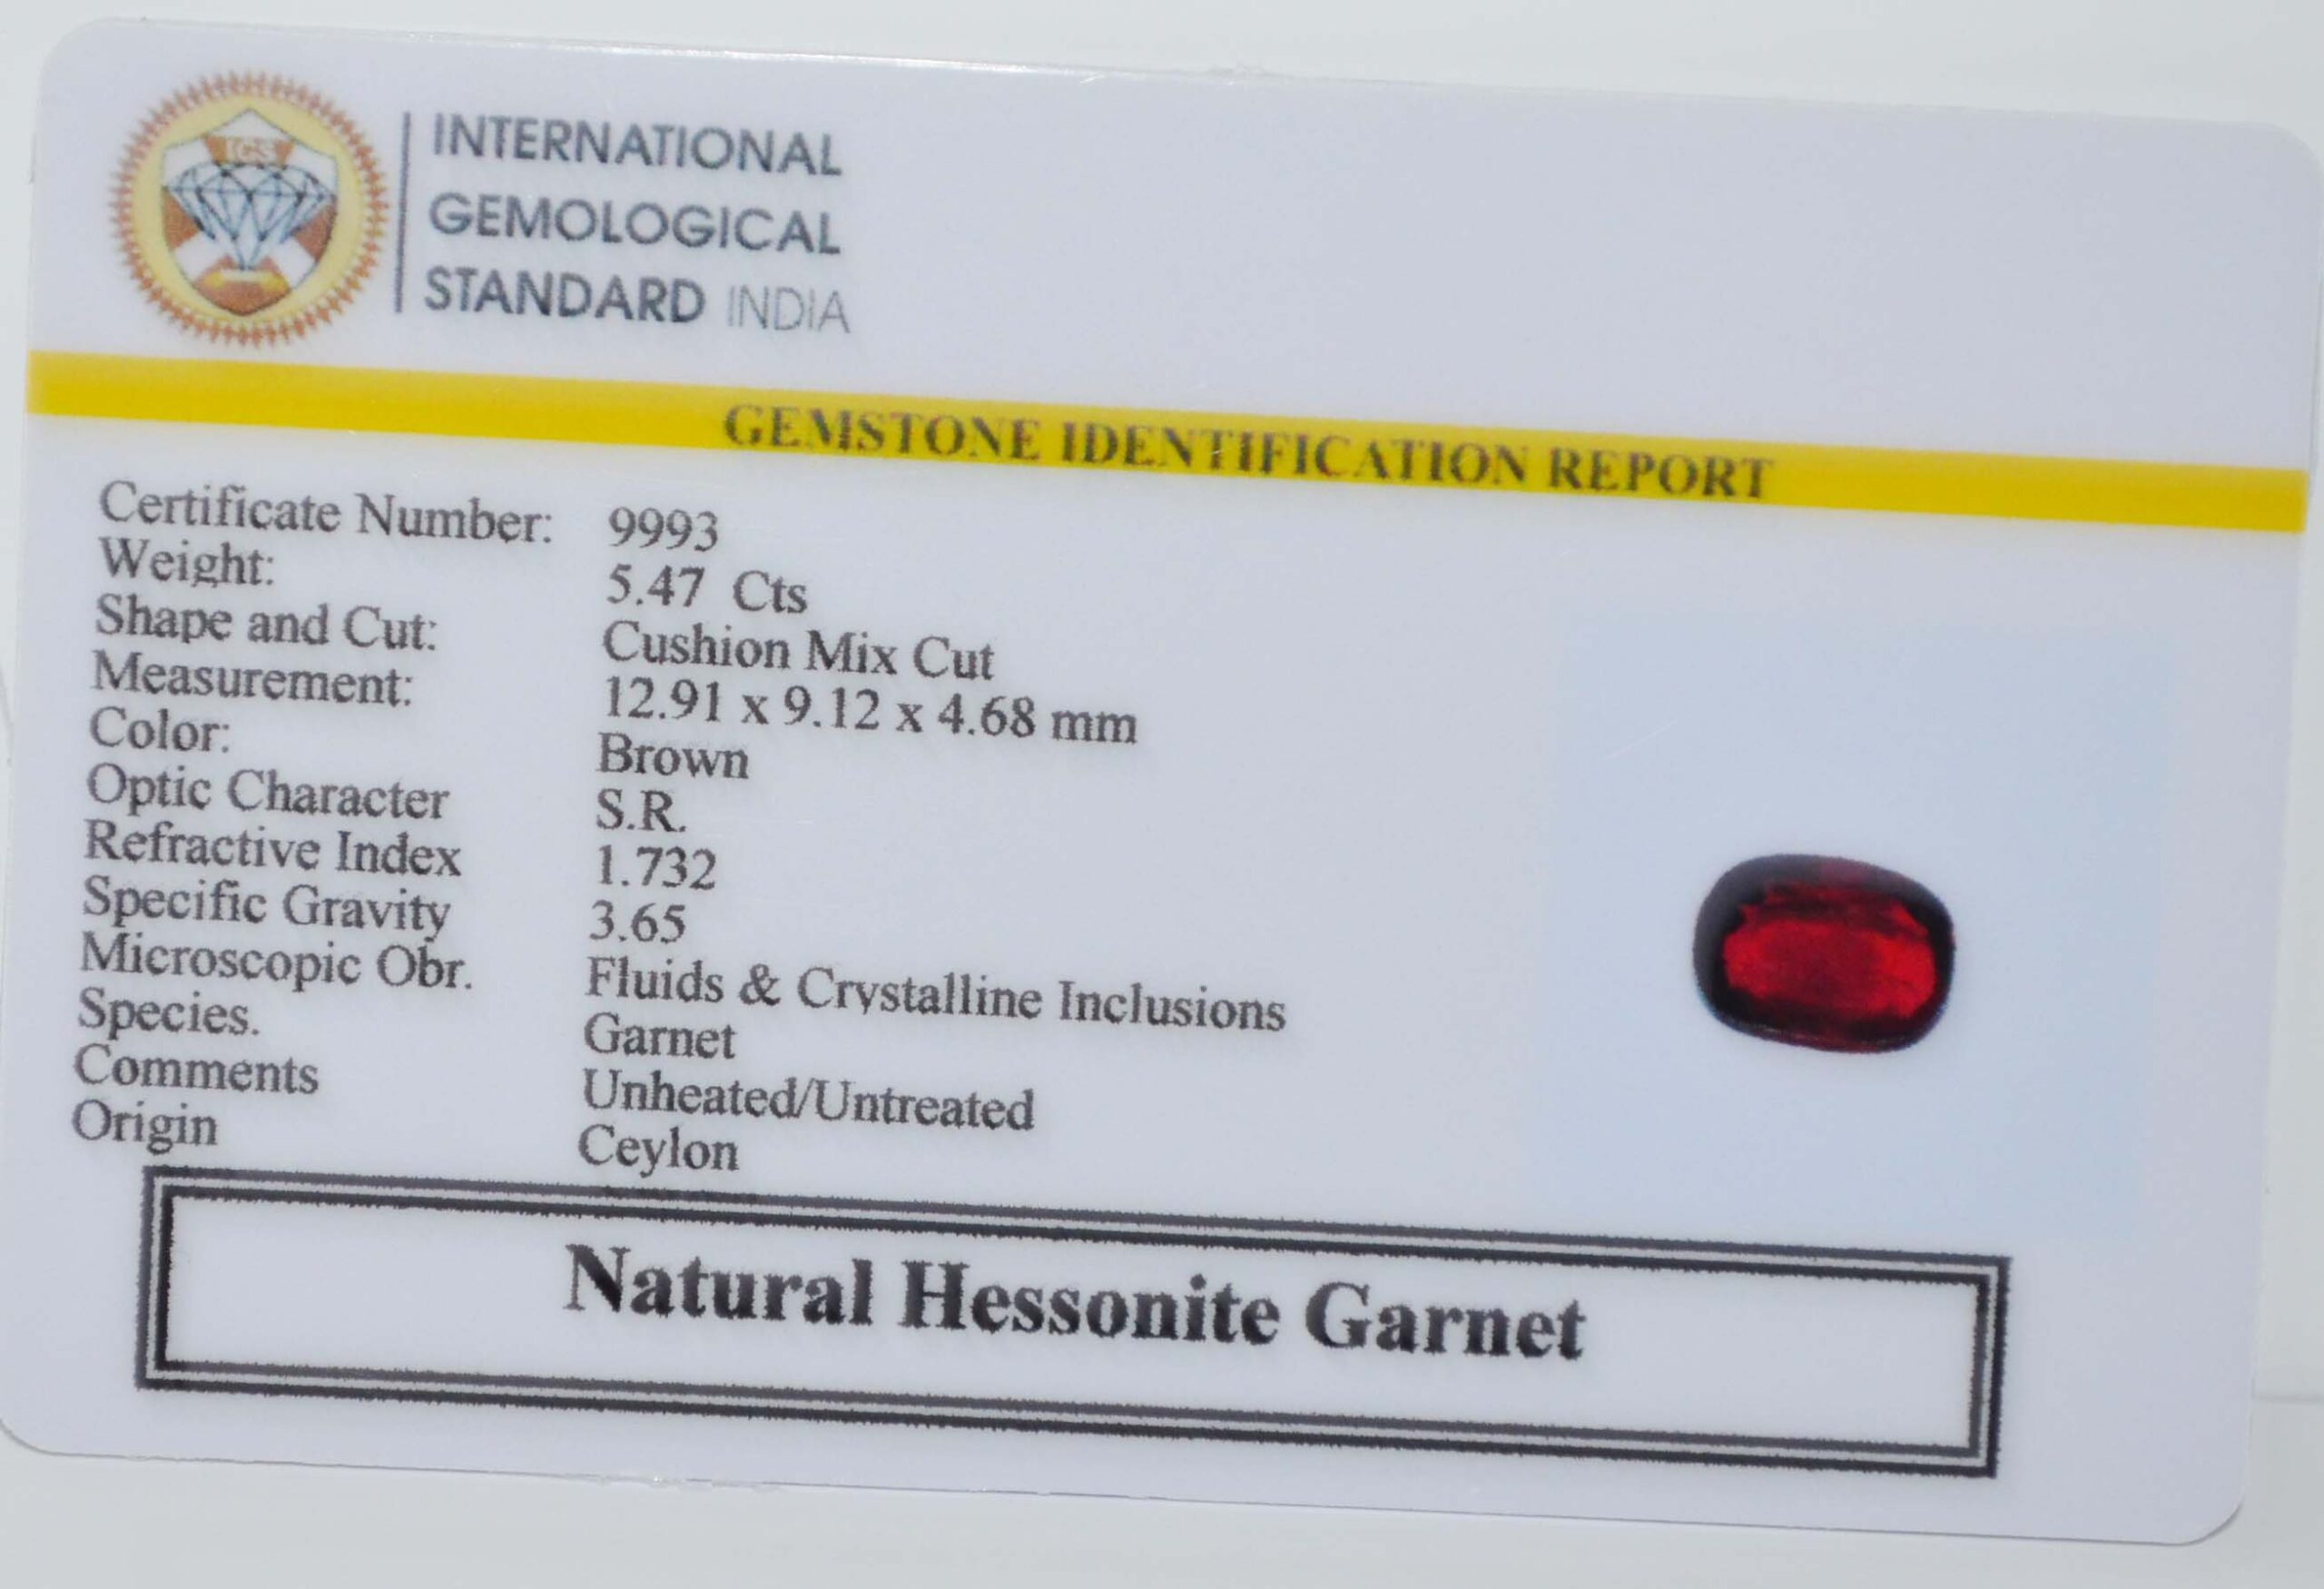 IGS
INTERNATIONAL
GEMOLOGICAL
STANDARD INDIA
GEMSTONE IDENTIFICATION REPORT
Certificate Number: 9993
Weight: 5.47 Cts
Shape and Cut: Cushion Mix Cut
Measurement: 12.91 x 9.12 x 4.68 mm
Color: Brown
Optic Character S.R.
Refractive Index 1.732
Specific Gravity 3.65
Microscopic Obr. Fluids & Crystalline Inclusions
Species. Garnet
Comments Unheated/Untreated
Origin Ceylon
Natural Hessonite Garnet